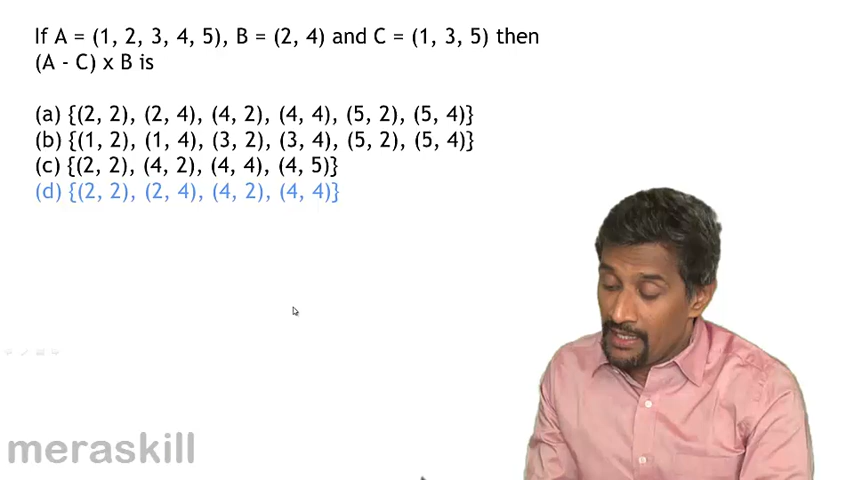 If A = (1, 2, 3, 4, 5), B = (2, 4) and C = (1, 3, 5) then
(A - C) x B is
(a) {(2, 2), (2, 4), (4, 2), (4, 4), (5, 2), (5, 4)}
(b) {(1, 2), (1, 4), (3, 2), (3, 4), (5, 2), (5, 4)}
(c) {(2, 2), (4, 2), (4, 4), (4, 5)}
(d) {(2, 2), (2, 4), (4, 2), (4, 4)}
meraskill